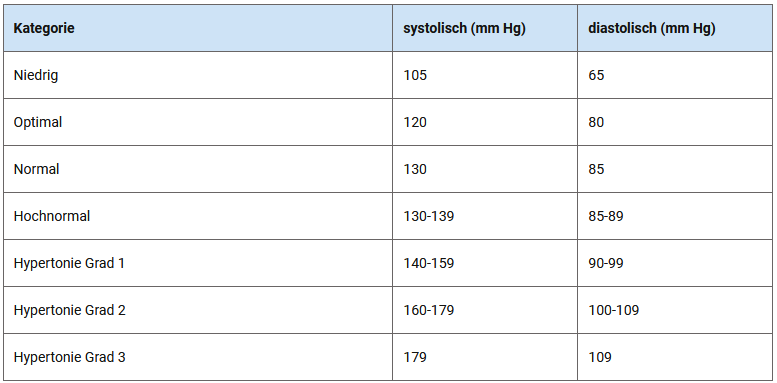 Kategorie systolisch (mm Hg) diastolisch (mm Hg)
Niedrig 105 65
Optimal 120 80
Normal 130 85
Hochnormal 130-139 85-89
Hypertonie Grad 1 140-159 90-99
Hypertonie Grad 2 160-179 100-109
Hypertonie Grad 3 179 109